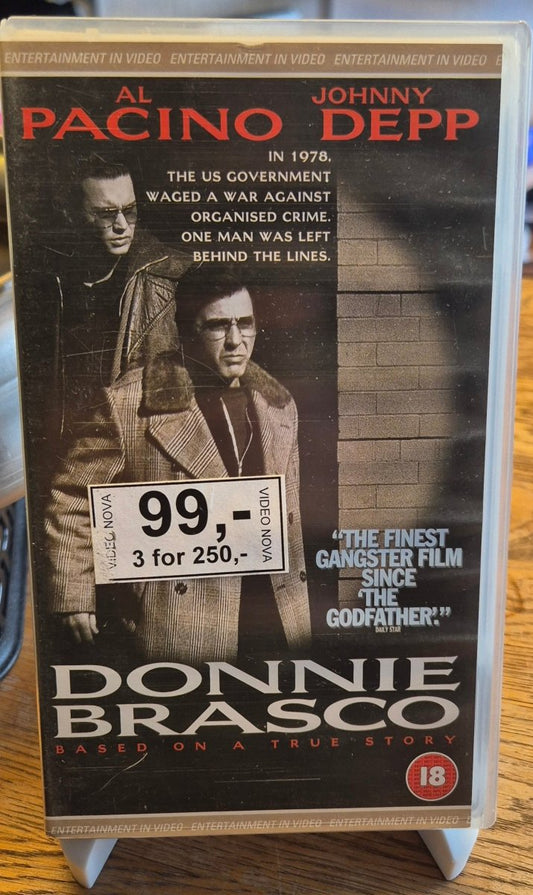 ENTERTAINMENT IN VIDEO ENTERTAINMENT IN VIDEO ENTERTAINMENT IN VIDEO
AL JOHNNY
PACINO DEPP
IN 1978,
THE US GOVERNMENT
WAGED A WAR AGAINST
ORGANISED CRIME.
ONE MAN WAS LEFT
BEHIND THE LINES.
VIDEO NOVA
99,-
3 for 250,-
VIDEO NOVA
“THE FINEST
GANGSTER FILM
SINCE
‘THE
GODFATHER’.”
DAILY STAR
DONNIE
BRASCO
BASED ON A TRUE STORY
18
ENTERTAINMENT IN VIDEO ENTERTAINMENT IN VIDEO ENTERTAINMENT IN VIDEO